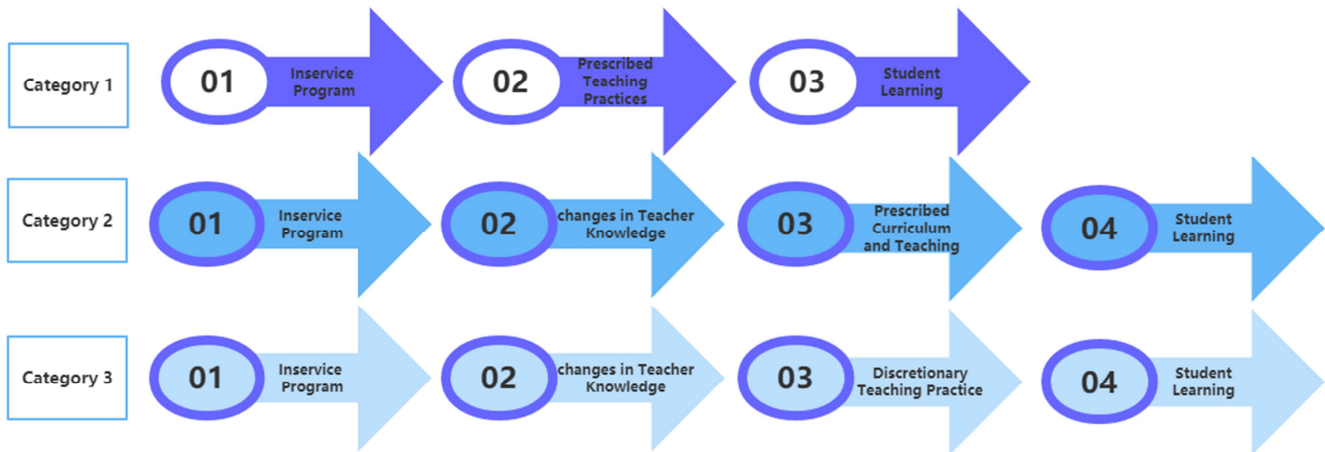 Category 1
01
Inservice
Program
02
Prescribed
Teaching
Practices
03
Student
Learning
Category 2
01
Inservice
Program
02
changes in Teacher
Knowledge
03
Prescribed
Curriculum
and Teaching
04
Student
Learning
Category 3
01
Inservice
Program
02
changes in Teacher
Knowledge
03
Discretionary
Teaching Practice
04
Student
Learning